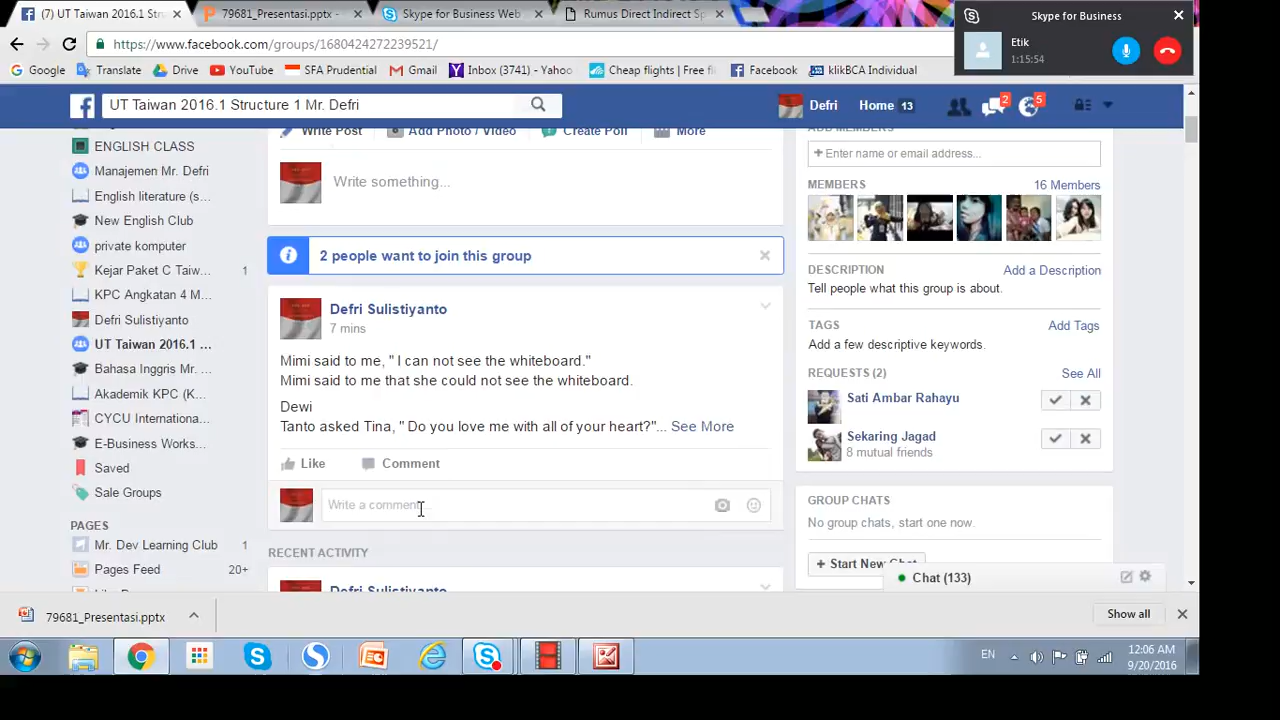 (7) UT Taiwan 2016.1 Stru
79681_Presentasi.pptx -
Skype for Business Web
Rumus Direct Indirect Sp
Skype for Business
Etik
1:15:54
https://www.facebook.com/groups/1680424272239521/
Google
Translate
Drive
YouTube
SFA Prudential
Gmail
Inbox (3741) - Yahoo
Cheap flights | Free f
Facebook
klikBCA Individual
UT Taiwan 2016.1 Structure 1 Mr. Defri
Defri
Home 13
2
5
ENGLISH CLASS
Manajemen Mr. Defri
English literature (s...
New English Club
private komputer
Kejar Paket C Taiw... 1
KPC Angkatan 4 M...
Defri Sulistiyanto
UT Taiwan 2016.1 ...
Bahasa Inggris Mr. ...
Akademik KPC (K...
CYCU Internationa...
E-Business Works...
Saved
Sale Groups
PAGES
Mr. Dev Learning Club 1
Pages Feed 20+
Write Post
Add Photo / Video
Create Poll
More
Write something...
2 people want to join this group
Defri Sulistiyanto
7 mins
Mimi said to me, " I can not see the whiteboard."
Mimi said to me that she could not see the whiteboard.
Dewi
Tanto asked Tina, " Do you love me with all of your heart?"... See More
Like
Comment
Write a comment...
RECENT ACTIVITY
Defri Sulistiyanto
ADD MEMBERS
+ Enter name or email address...
MEMBERS
16 Members
DESCRIPTION
Add a Description
Tell people what this group is about.
TAGS
Add Tags
Add a few descriptive keywords.
REQUESTS (2)
See All
Sati Ambar Rahayu
Sekaring Jagad
8 mutual friends
GROUP CHATS
No group chats, start one now.
+ Start New Chat
Chat (133)
79681_Presentasi.pptx
Show all
EN
12:06 AM
9/20/2016